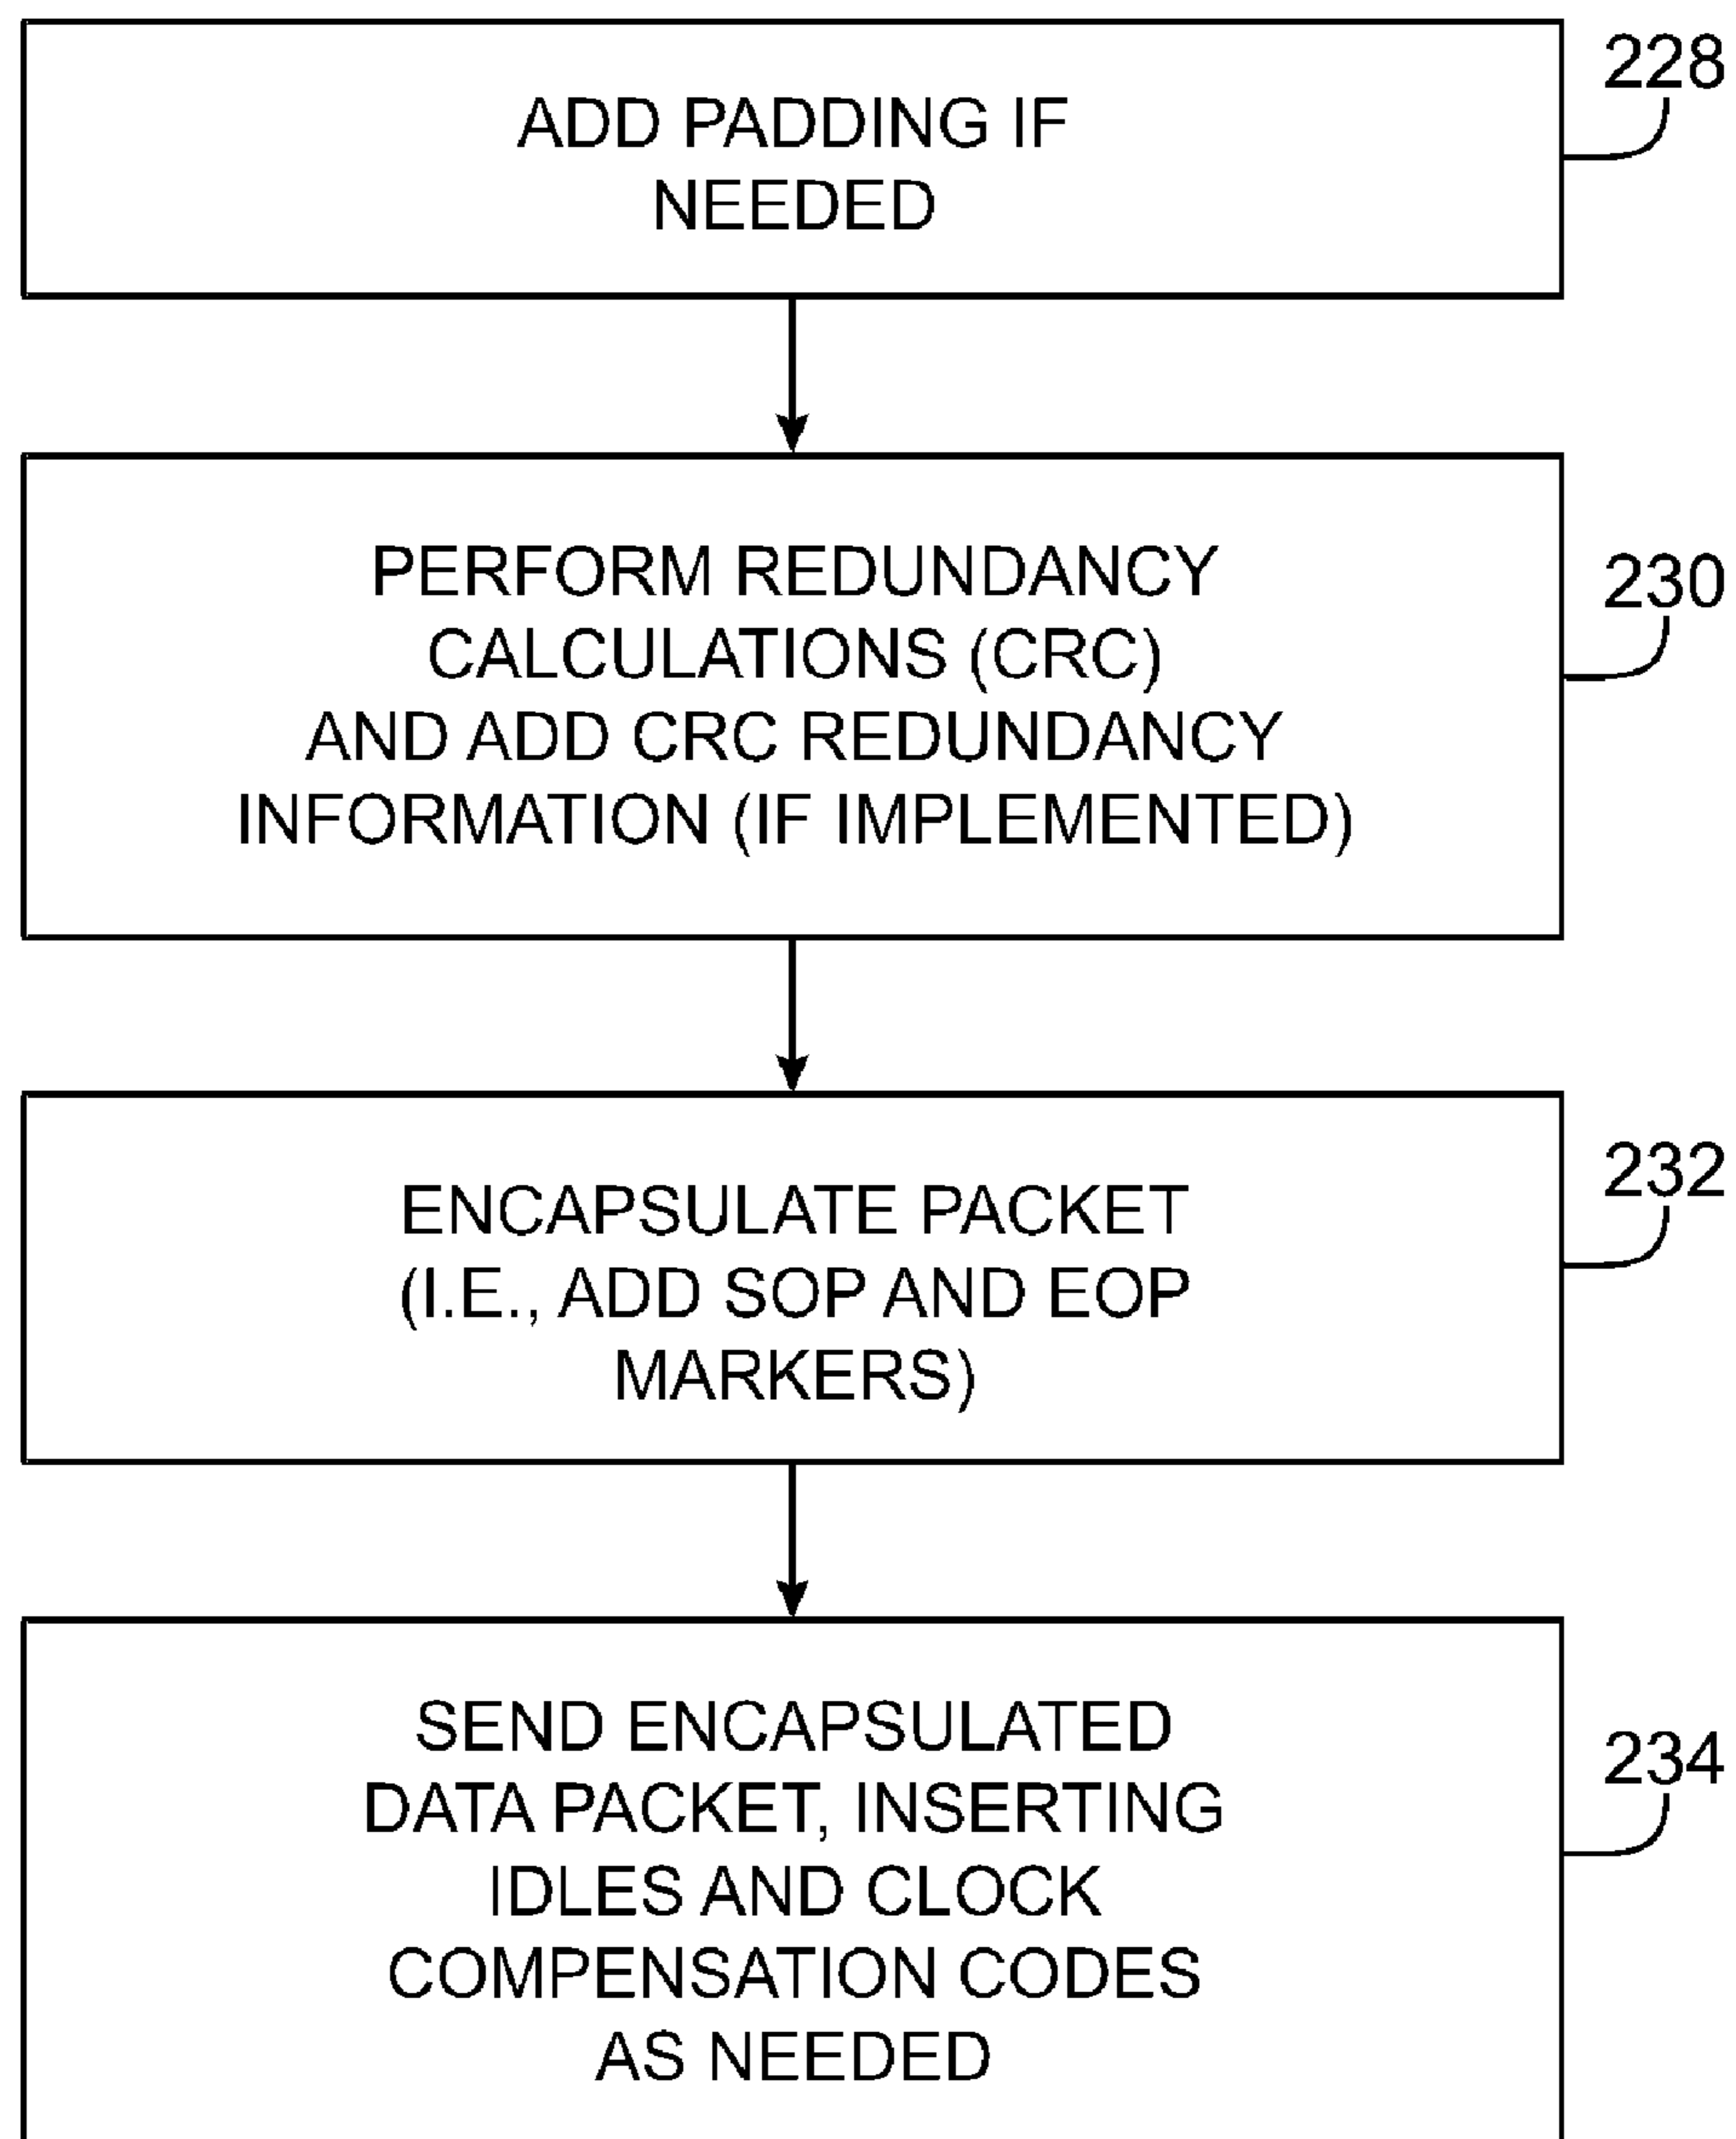 228
ADD PADDING IF
NEEDED
PERFORM REDUNDANCY
CALCULATIONS (CRC)
AND ADD CRC REDUNDANCY
INFORMATION (IF IMPLEMENTED)
230
ENCAPSULATE PACKET
(I.E., ADD SOP AND EOP
MARKERS)
232
SEND ENCAPSULATED
DATA PACKET, INSERTING
IDLES AND CLOCK
COMPENSATION CODES
AS NEEDED
234